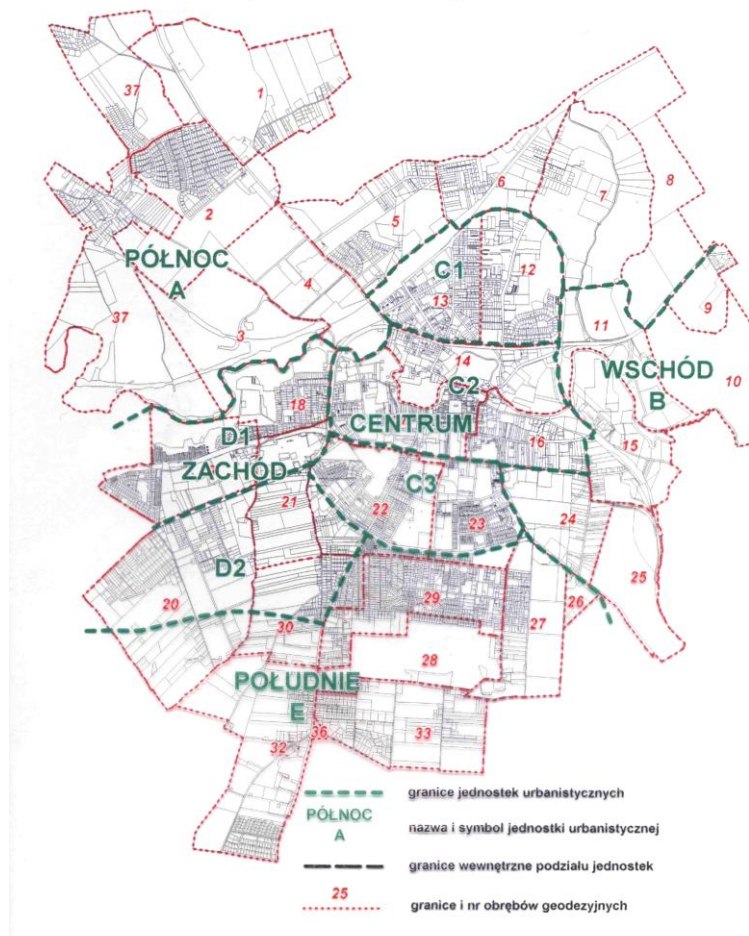 37
1
2
6
7
8
5
PÓŁNOC
A
C1
12
4
13
37
3
11
9
14
WSCHÓD
B
10
C2
18
D1
CENTRUM
16
15
ZACHÓD
C3
21
22
23
24
D2
25
20
29
26
27
30
28
POŁUDNIE
E
36
33
32
granice jednostek urbanistycznych
PÓŁNOC
A
nazwa i symbol jednostki urbanistycznej
granice wewnętrzne podziału jednostek
25
granice i nr obrębów geodezyjnych